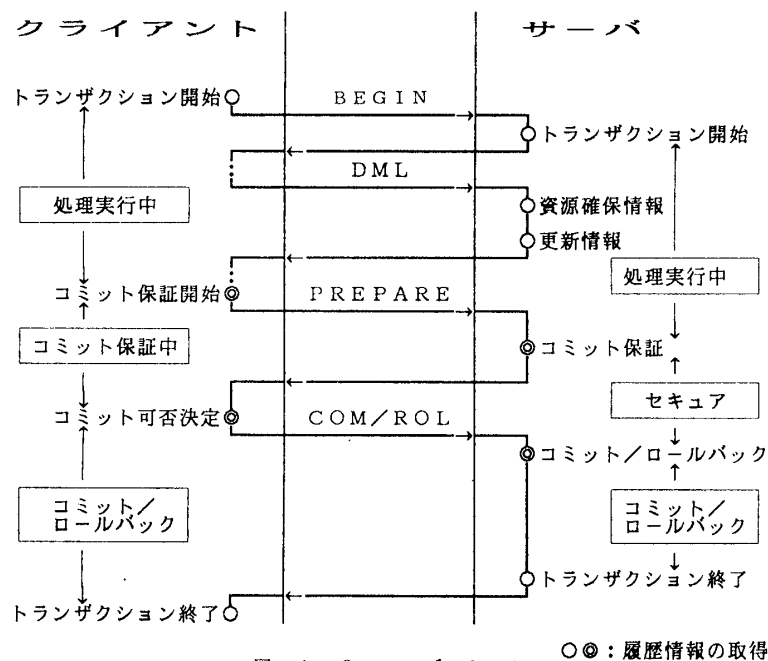 クライアント
サーバ
トランザクション開始
BEGIN
トランザクション開始
DML
処理実行中
資源確保情報
更新情報
処理実行中
コミット保証開始
PREPARE
コミット保証中
コミット保証
セキュア
コミット可否決定
COM/ROL
コミット/ロールバック
コミット/
ロールバック
コミット/
ロールバック
トランザクション終了
トランザクション終了
○◎:履歴情報の取得